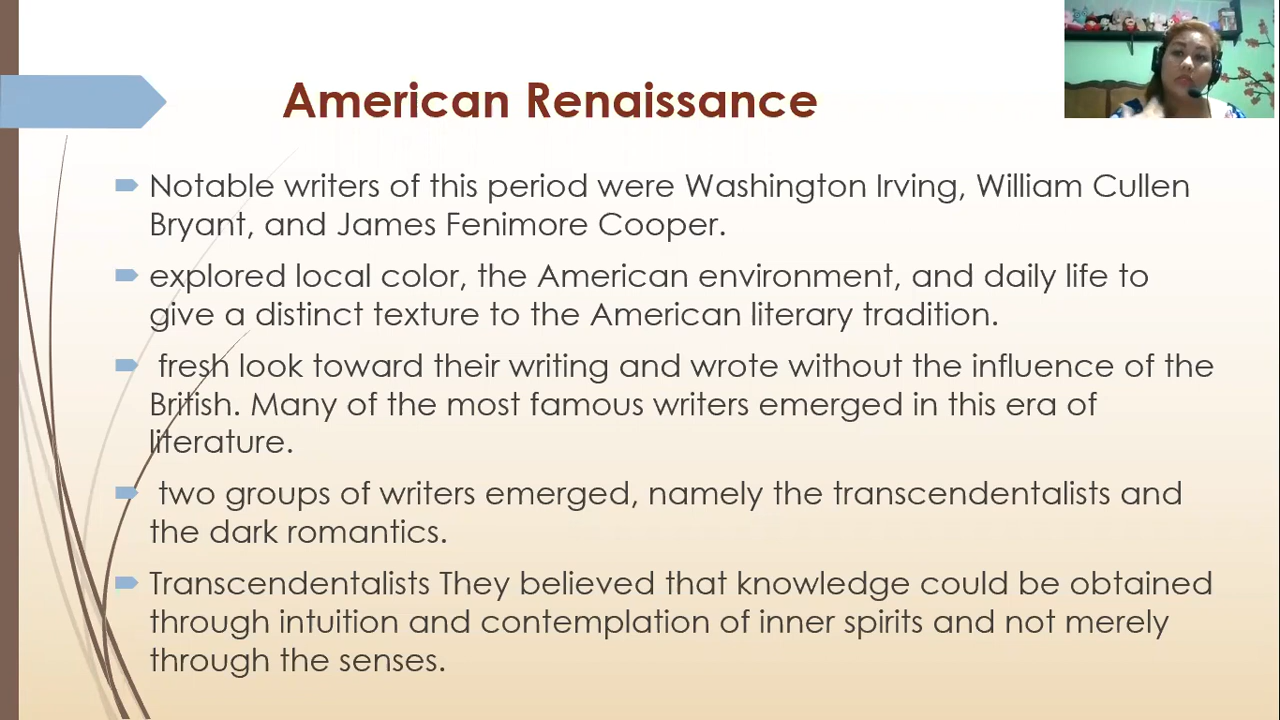 American Renaissance
Notable writers of this period were Washington Irving, William Cullen
Bryant, and James Fenimore Cooper.
explored local color, the American environment, and daily life to
give a distinct texture to the American literary tradition.
fresh look toward their writing and wrote without the influence of the
British. Many of the most famous writers emerged in this era of
literature.
two groups of writers emerged, namely the transcendentalists and
the dark romantics.
Transcendentalists They believed that knowledge could be obtained
through intuition and contemplation of inner spirits and not merely
through the senses.